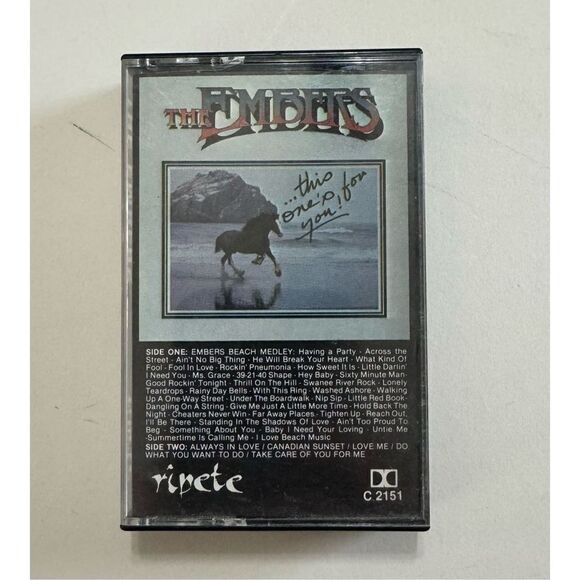 THE EMBERS
...this
one's for
you!
SIDE ONE: EMBERS BEACH MEDLEY: Having a Party · Across the
Street · Ain't No Big Thing · He Will Break Your Heart · What Kind Of
Fool · Fool In Love · Rockin' Pneumonia · How Sweet It Is · Little Darlin'
I Need You · Ms. Grace · 39-21-40 Shape · Hey Baby · Sixty Minute Man·
Good Rockin' Tonight · Thrill On The Hill · Swanee River Rock · Lonely
Teardrops · Rainy Day Bells · With This Ring · Washed Ashore · Walking
Up A One-Way Street · Under The Boardwalk · Nip Sip · Little Red Book·
Dangling On A String · Give Me Just A Little More Time · Hold Back The
Night · Cheaters Never Win · Far Away Places · Tighten Up · Reach Out,
I'll Be There · Standing In The Shadows Of Love · Ain't Too Proud To
Beg · Something About You · Baby I Need Your Loving · Untie Me
·Summertime Is Calling Me · I Love Beach Music
SIDE TWO: ALWAYS IN LOVE / CANADIAN SUNSET / LOVE ME / DO
WHAT YOU WANT TO DO / TAKE CARE OF YOU FOR ME
ripete
C 2151